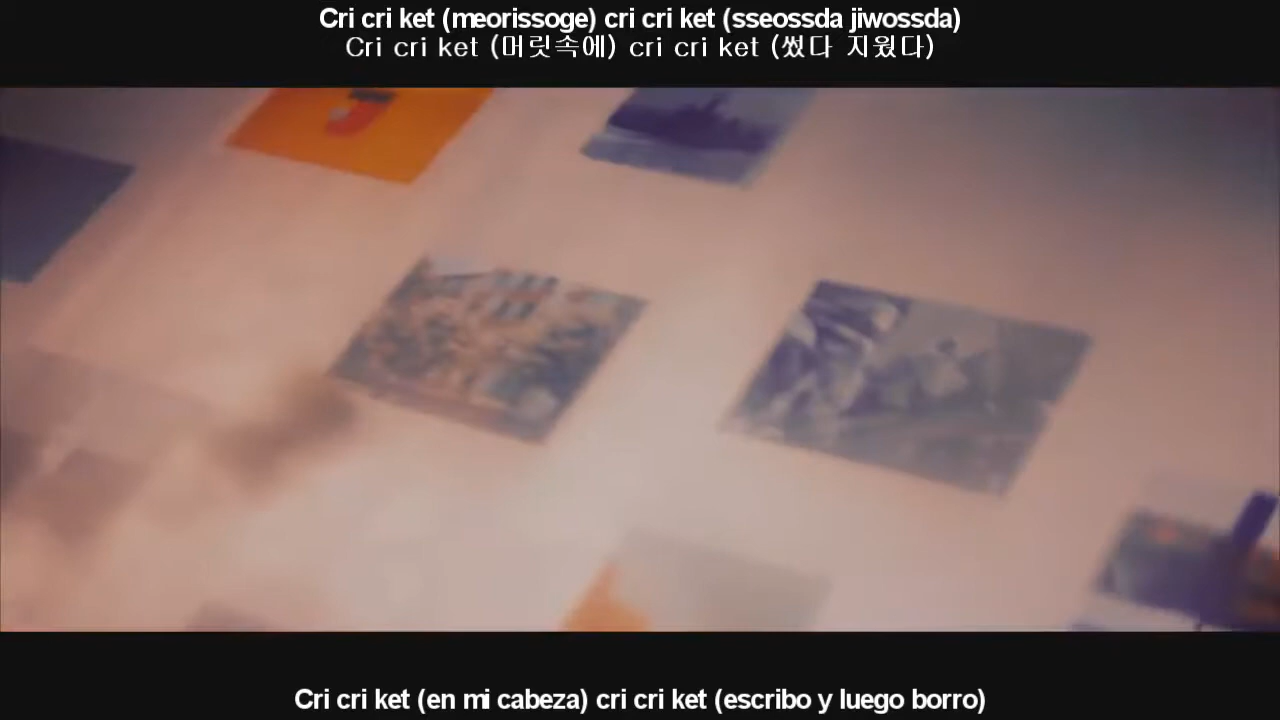 Cri cri ket (meorissoge) cri cri ket (sseossda jiwossda)
Cri cri ket (머릿속에) cri cri ket (썼다 지웠다)
Cri cri ket (en mi cabeza) cri cri ket (escribo y luego borro)